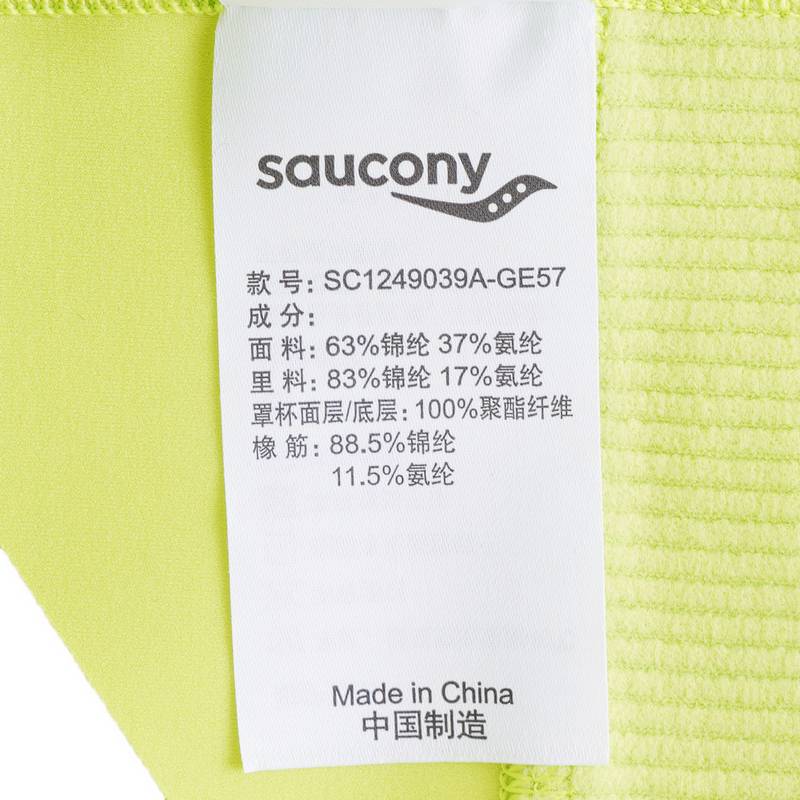 saucony
款 号: SC1249039A-GE57
成 分:
面 料: 63%锦纶 37%氨纶
里 料: 83%锦纶 17%氨纶
罩杯面层/底层: 100%聚酯纤维
橡 筋: 88.5%锦纶
11.5%氨纶
Made in China
中国制造